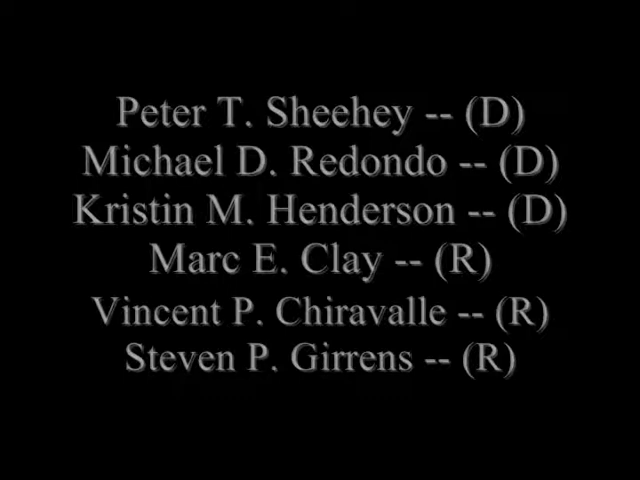 Peter T. Sheehey -- (D)
Michael D. Redondo -- (D)
Kristin M. Henderson -- (D)
Marc E. Clay -- (R)
Vincent P. Chiravalle -- (R)
Steven P. Girrens -- (R)